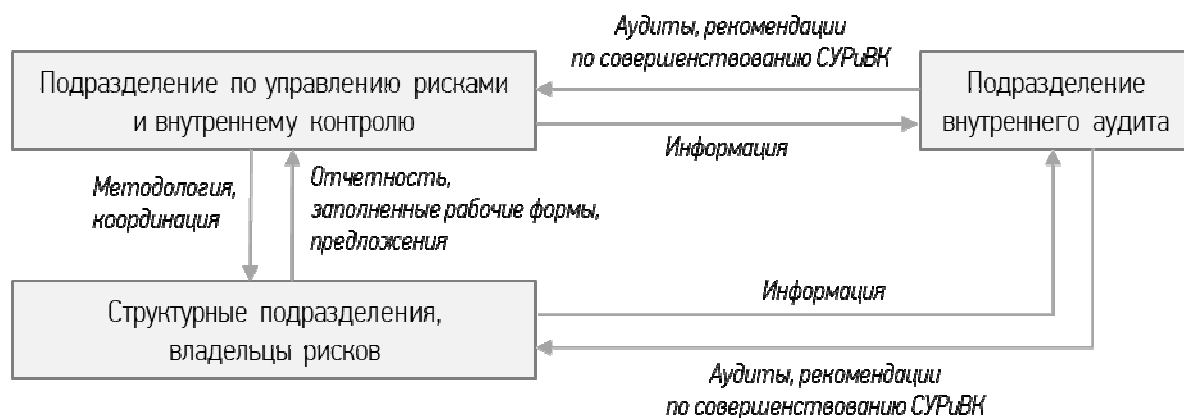 Аудиты, рекомендации
по совершенствованию СУРиВК
Подразделение по управлению рисками
и внутреннему контролю
Подразделение
внутреннего аудита
Информация
Методология,
координация
Отчетность,
заполненные рабочие формы,
предложения
Структурные подразделения,
владельцы рисков
Информация
Аудиты, рекомендации
по совершенствованию СУРиВК